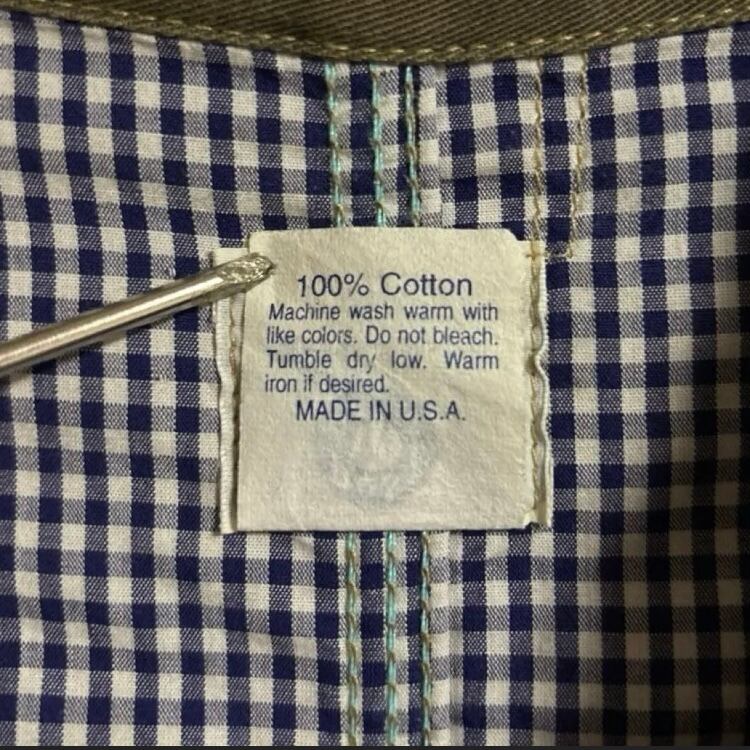 100% Cotton
Machine wash warm with
like colors. Do not bleach.
Tumble dry low. Warm
iron if desired.
MADE IN U.S.A.